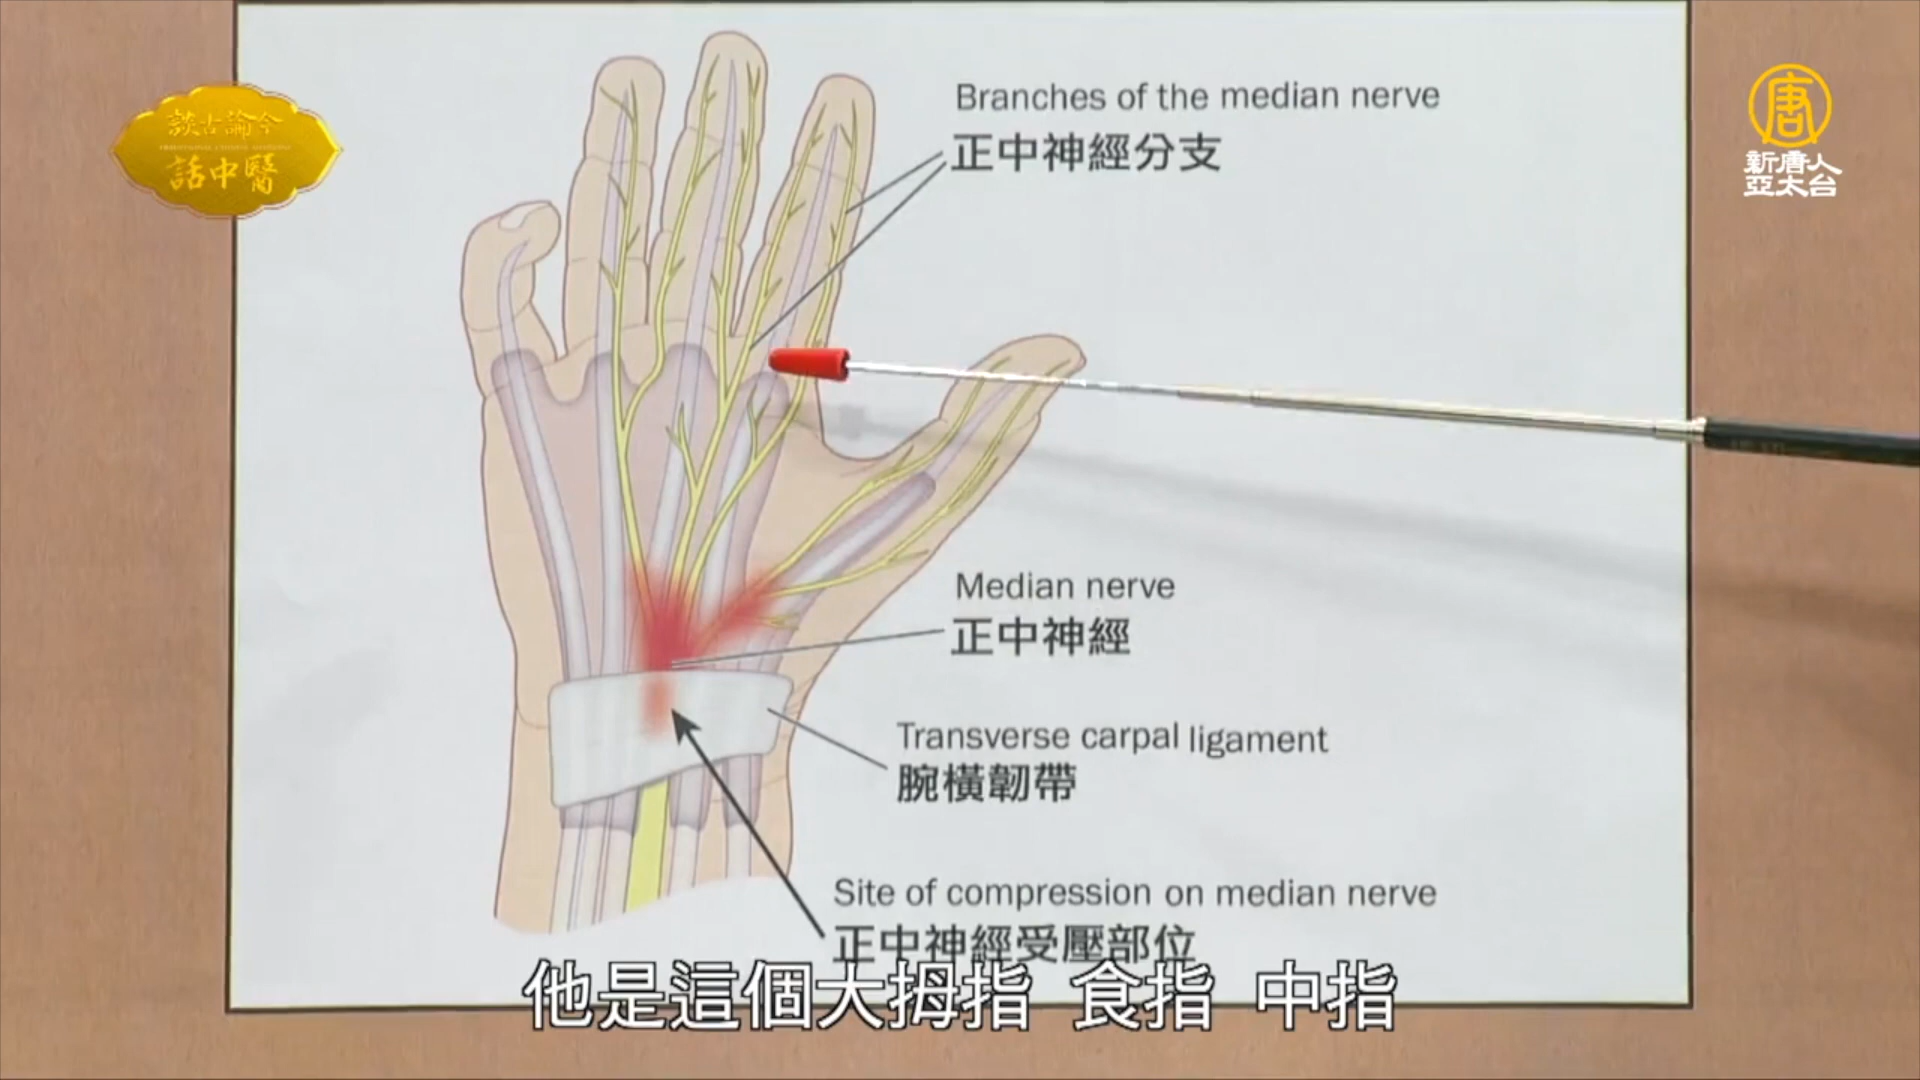 談古論今
話中醫
唐
新唐人
亞太台
Branches of the median nerve
正中神經分支
Median nerve
正中神經
Transverse carpal ligament
腕橫韌帶
Site of compression on median nerve
正中神經受壓部位
他是這個大拇指 食指 中指